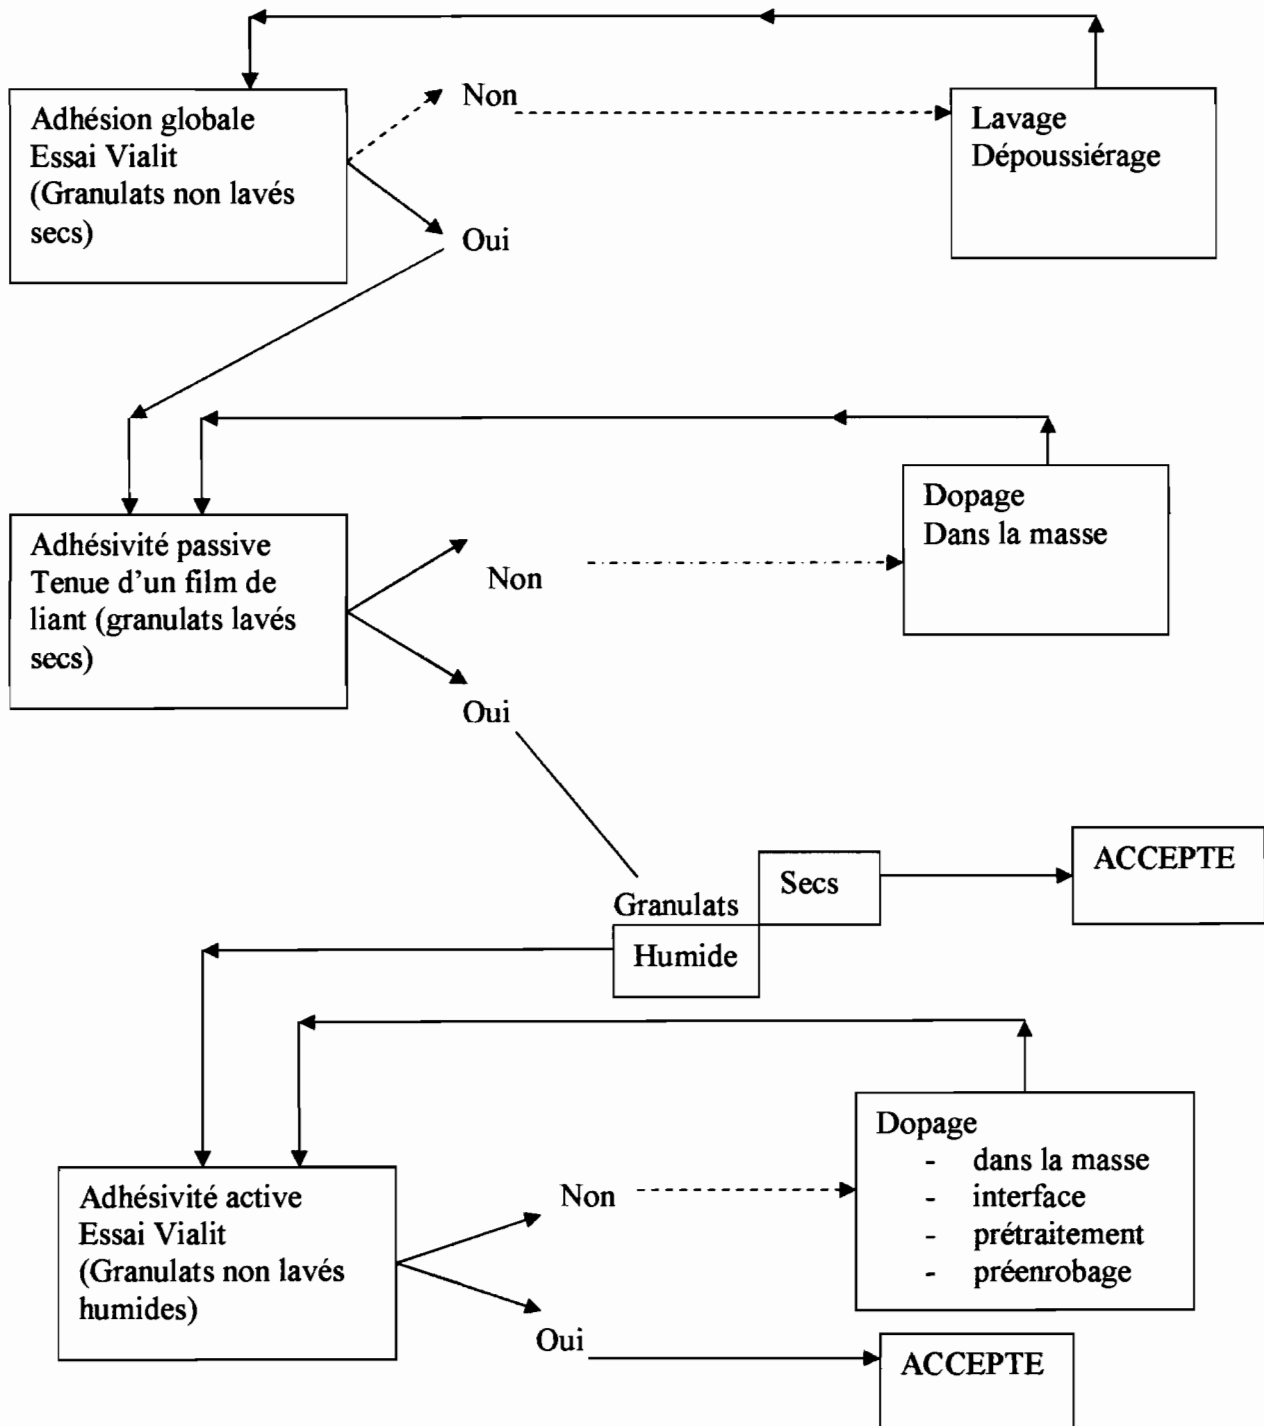 Adhésion globale
Essai Vialit
(Granulats non lavés
secs)
Non
Oui
Lavage
Dépoussiérage
Adhésivité passive
Tenue d'un film de
liant (granulats lavés
secs)
Non
Oui
Dopage
Dans la masse
Granulats
Secs
Humide
ACCEPTE
Adhésivité active
Essai Vialit
(Granulats non lavés
humides)
Non
Oui
Dopage
- dans la masse
- interface
- prétraitement
- préenrobage
ACCEPTE